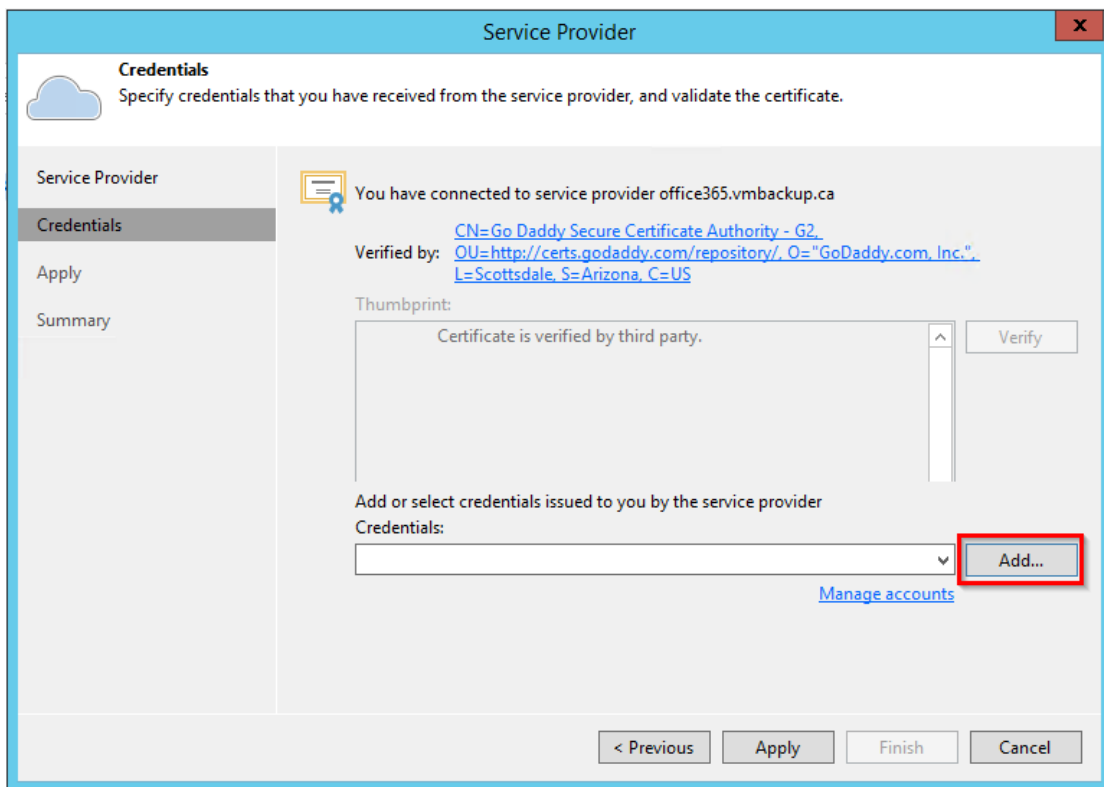 Service Provider
x
Credentials
Specify credentials that you have received from the service provider, and validate the certificate.
Service Provider
Credentials
Apply
Summary
You have connected to service provider office365.vmbackup.ca
Verified by:
CN=Go Daddy Secure Certificate Authority - G2,
OU=http://certs.godaddy.com/repository/, O="GoDaddy.com, Inc.",
L=Scottsdale, S=Arizona, C=US
Thumbprint:
Certificate is verified by third party.
Verify
Add or select credentials issued to you by the service provider
Credentials:
Add...
Manage accounts
< Previous
Apply
Finish
Cancel